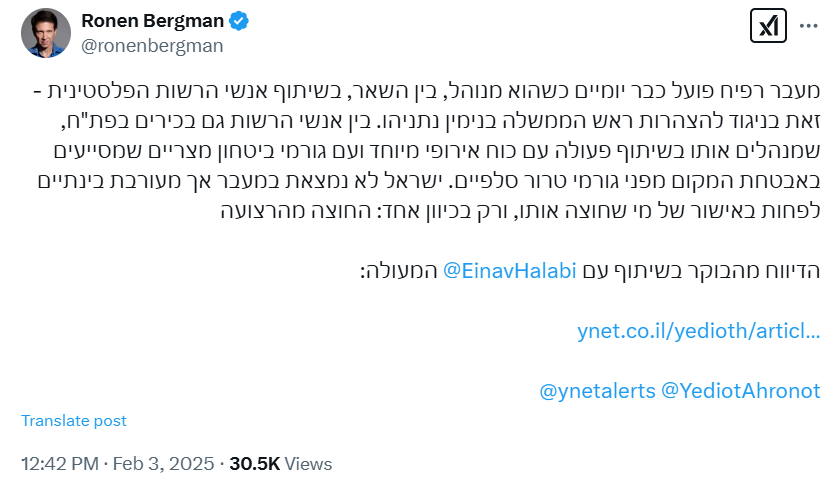 Ronen Bergman
@ronenbergman
מעבר רפיח פועל כבר יומיים כשהוא מנוהל, בין השאר, בשיתוף אנשי הרשות הפלסטינית -
זאת בניגוד להצהרות ראש הממשלה בנימין נתניהו. בין אנשי הרשות גם בכירים בפת"ח,
שמנהלים אותו בשיתוף פעולה עם כוח אירופי מיוחד ועם גורמי ביטחון מצריים שמסייעים
באבטחת המקום מפני גורמי טרור סלפיים. ישראל לא נמצאת במעבר אך מעורבת בינתיים
לפחות באישור של מי שחוצה אותו, ורק בכיוון אחד: החוצה מהרצועה
הדיווח מהבוקר בשיתוף עם @EinavHalabi המעולה:
ynet.co.il/yedioth/articl...
@ynetalerts @YediotAhronot
Translate post
12:42 PM · Feb 3, 2025 · 30.5K Views